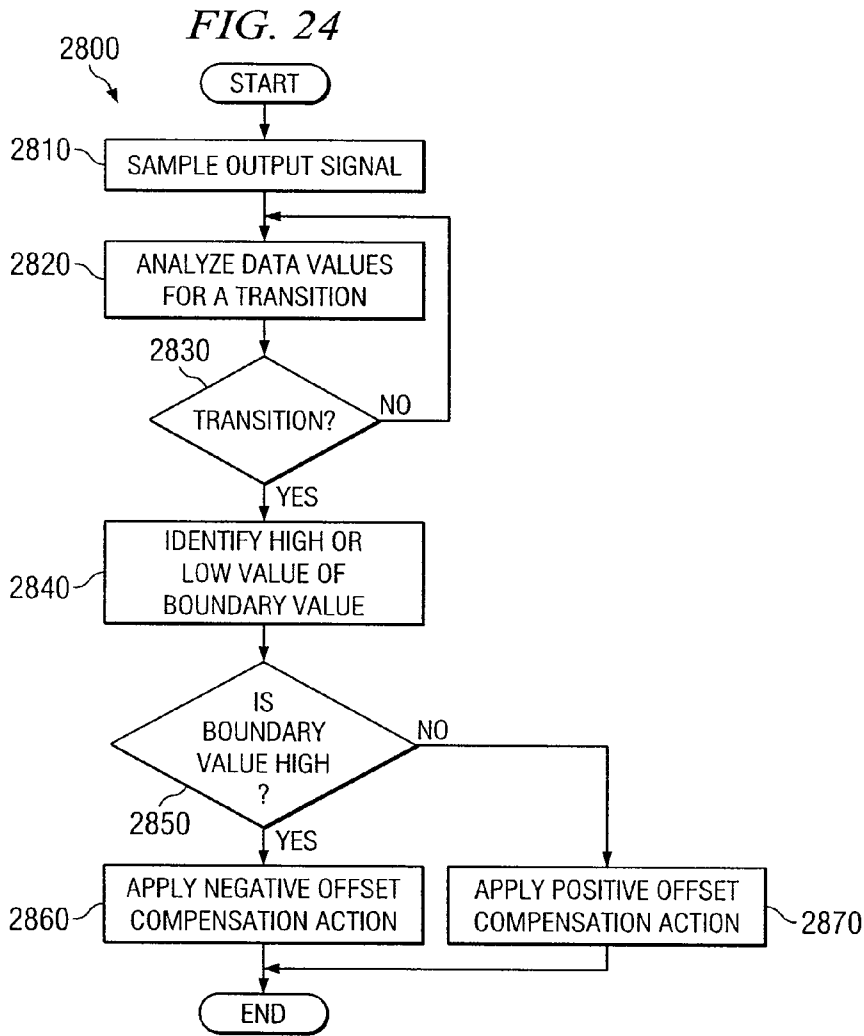 FIG. 24
2800
START
2810
SAMPLE OUTPUT SIGNAL
2820
ANALYZE DATA VALUES
FOR A TRANSITION
2830
TRANSITION?
NO
YES
2840
IDENTIFY HIGH OR
LOW VALUE OF
BOUNDARY VALUE
IS
BOUNDARY
VALUE HIGH
?
NO
2850
YES
2860
APPLY NEGATIVE OFFSET
COMPENSATION ACTION
APPLY POSITIVE OFFSET
COMPENSATION ACTION
2870
END